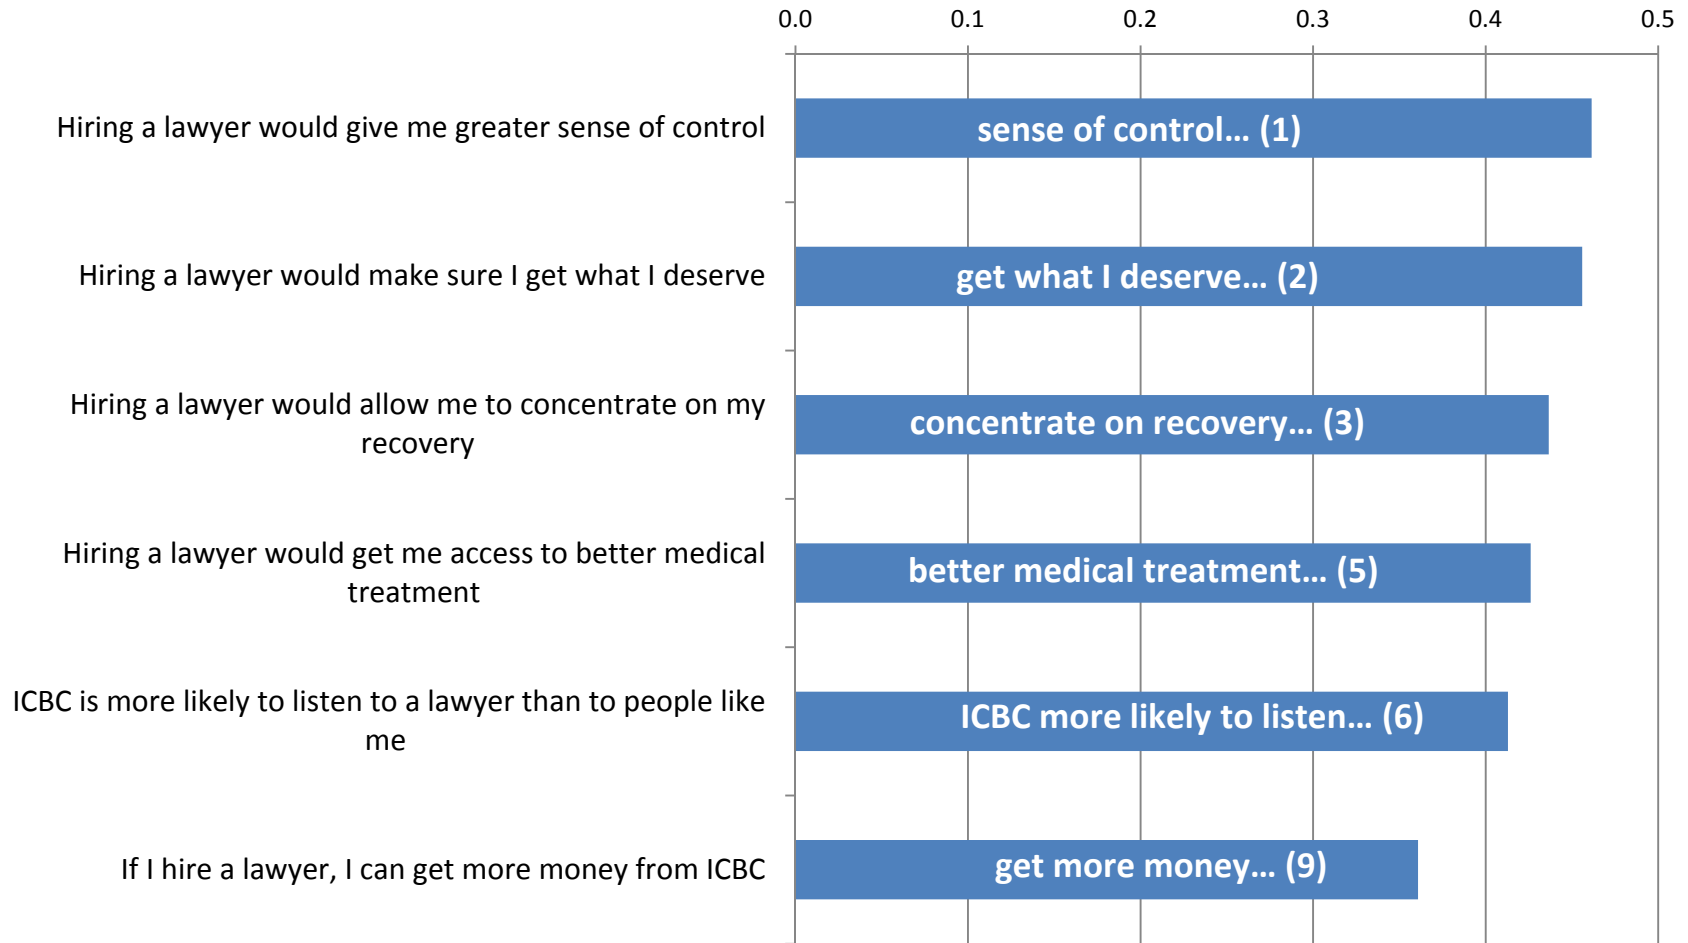 0.0 0.1 0.2 0.3 0.4 0.5
Hiring a lawyer would give me greater sense of control
sense of control... (1)
Hiring a lawyer would make sure I get what I deserve
get what I deserve... (2)
Hiring a lawyer would allow me to concentrate on my
recovery
concentrate on recovery... (3)
Hiring a lawyer would get me access to better medical
treatment
better medical treatment... (5)
ICBC is more likely to listen to a lawyer than to people like
me
ICBC more likely to listen... (6)
If I hire a lawyer, I can get more money from ICBC
get more money... (9)